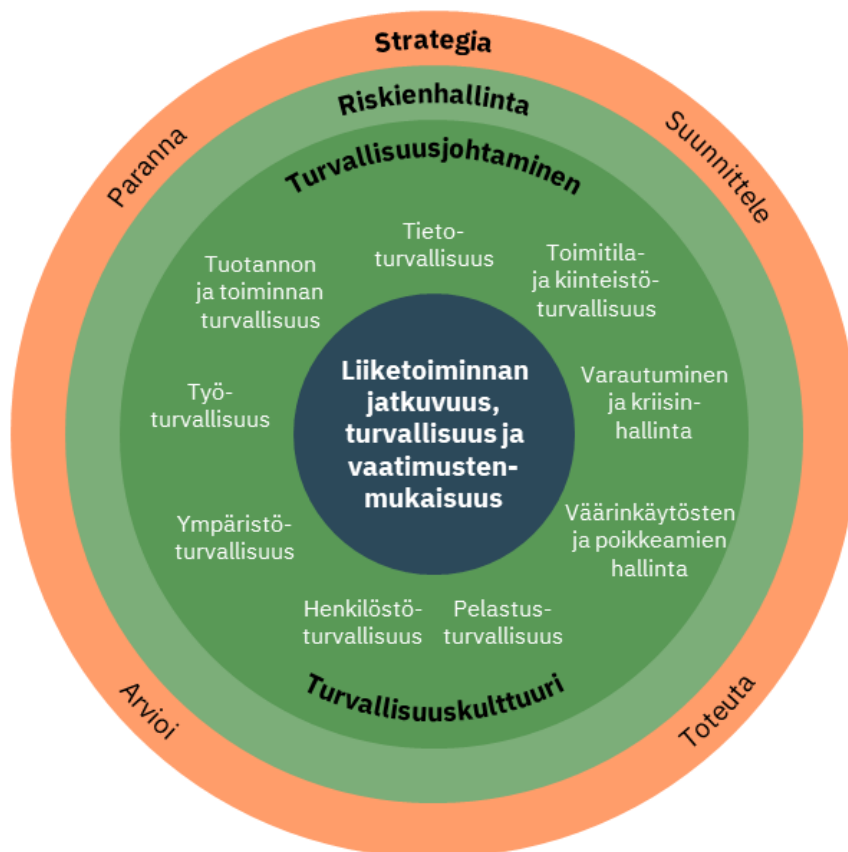 Strategia
Riskienhallinta
Turvallisuusjohtaminen
Paranna
Suunnittele
Tieto-
turvallisuus
Toimitila-
ja kiinteistö-
turvallisuus
Tuotannon
ja toiminnan
turvallisuus
Liiketoiminnan
jatkuvuus,
turvallisuus ja
vaatimusten-
mukaisuus
Varautuminen
ja kriisin-
hallinta
Työ-
turvallisuus
Väärinkäytösten
ja poikkeamien
hallinta
Ympäristö-
turvallisuus
Henkilöstö-
turvallisuus
Pelastus-
turvallisuus
Turvallisuuskulttuuri
Arvioi
Toteuta